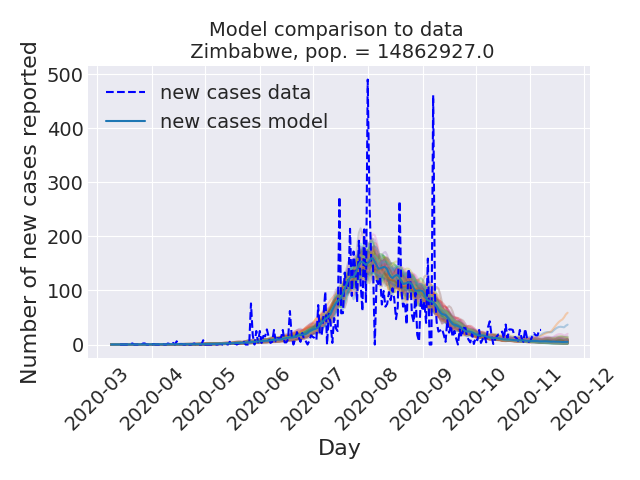 Model comparison to data
Zimbabwe, pop. = 14862927.0
Number of new cases reported
500
400
300
200
100
0
new cases data
new cases model
2020-03
2020-04
2020-05
2020-06
2020-07
2020-08
2020-09
2020-10
2020-11
2020-12
Day